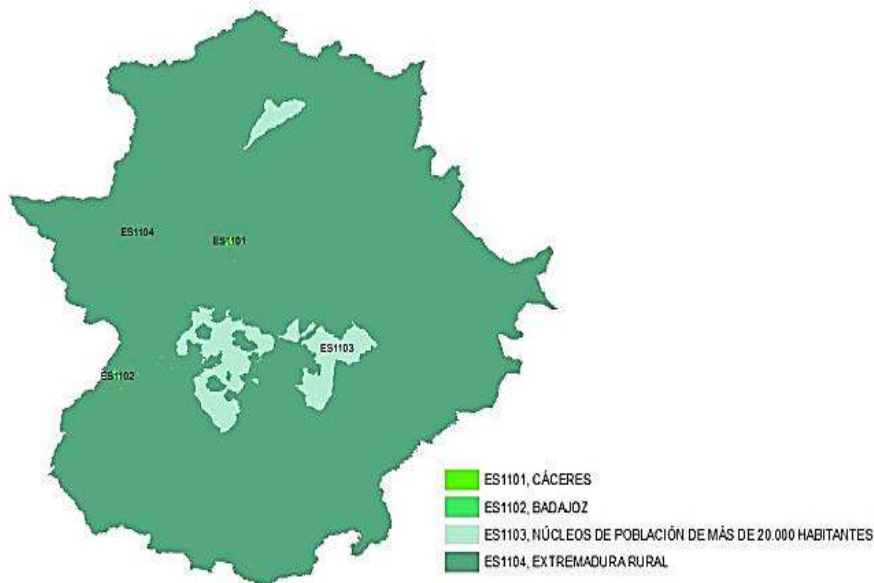 ES1104
ES1101
ES1103
ES1102
ES1101, CÁCERES
ES1102, BADAJOZ
ES1103, NÚCLEOS DE POBLACIÓN DE MÁS DE 20.000 HABITANTES
ES1104, EXTREMADURA RURAL